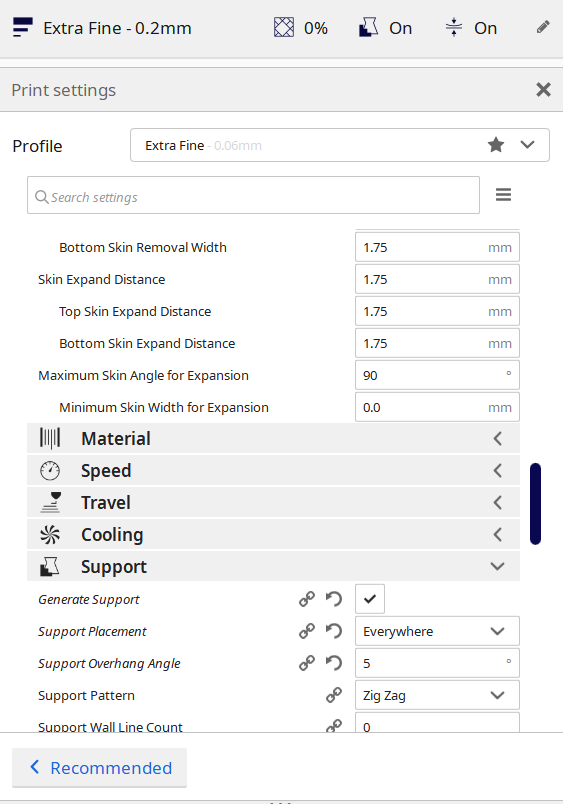 Extra Fine - 0.2mm 0% On On
Print settings
Profile Extra Fine - 0.06mm
Search settings
Bottom Skin Removal Width 1.75 mm
Skin Expand Distance 1.75 mm
Top Skin Expand Distance 1.75 mm
Bottom Skin Expand Distance 1.75 mm
Maximum Skin Angle for Expansion 90 °
Minimum Skin Width for Expansion 0.0 mm
Material
Speed
Travel
Cooling
Support
Generate Support
Support Placement Everywhere
Support Overhang Angle 5 °
Support Pattern Zig Zag
Support Wall Line Count 0
Recommended